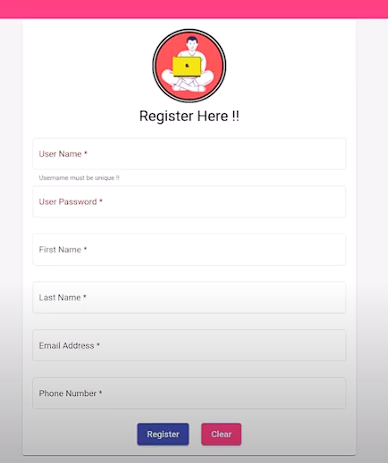 Register Here !!
User Name *
Username must be unique !!
User Password *
First Name *
Last Name *
Email Address *
Phone Number *
Register Clear